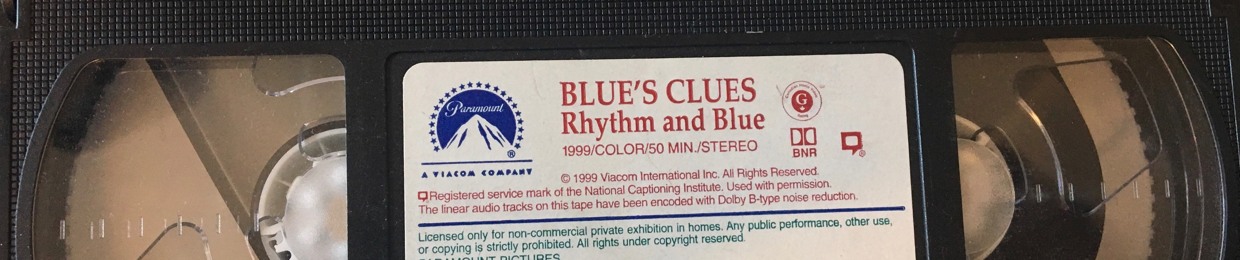 Paramount
®
A VIACOM COMPANY
BLUE'S CLUES
Rhythm and Blue
1999/COLOR/50 MIN./STEREO
G
BNR
®
© 1999 Viacom International Inc. All Rights Reserved.
Registered service mark of the National Captioning Institute. Used with permission.
The linear audio tracks on this tape have been encoded with Dolby B-type noise reduction.
Licensed only for non-commercial private exhibition in homes. Any public performance, other use,
or copying is strictly prohibited. All rights under copyright reserved.
PARAMOUNT PICTURES